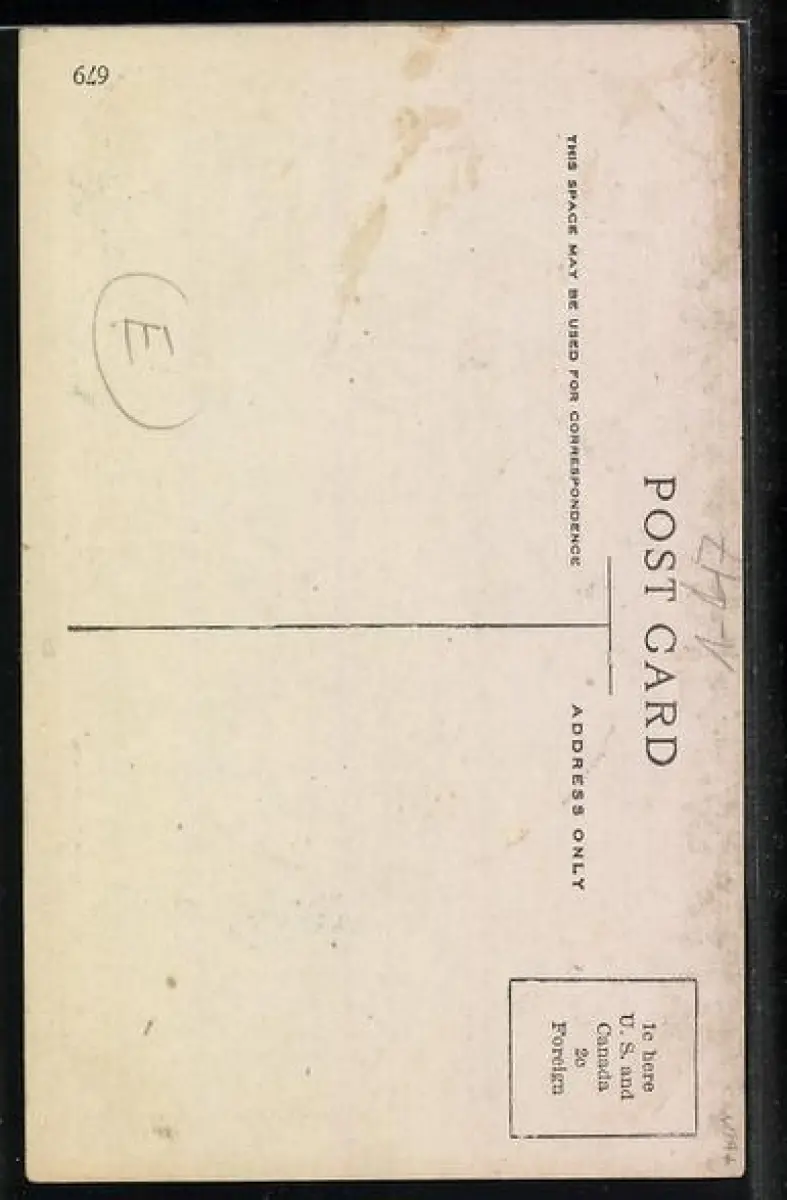 POST CARD
THIS SPACE MAY BE USED FOR CORRESPONDENCE
ADDRESS ONLY
1c here
U. S. and
Canada
2c
Foreign
E
679